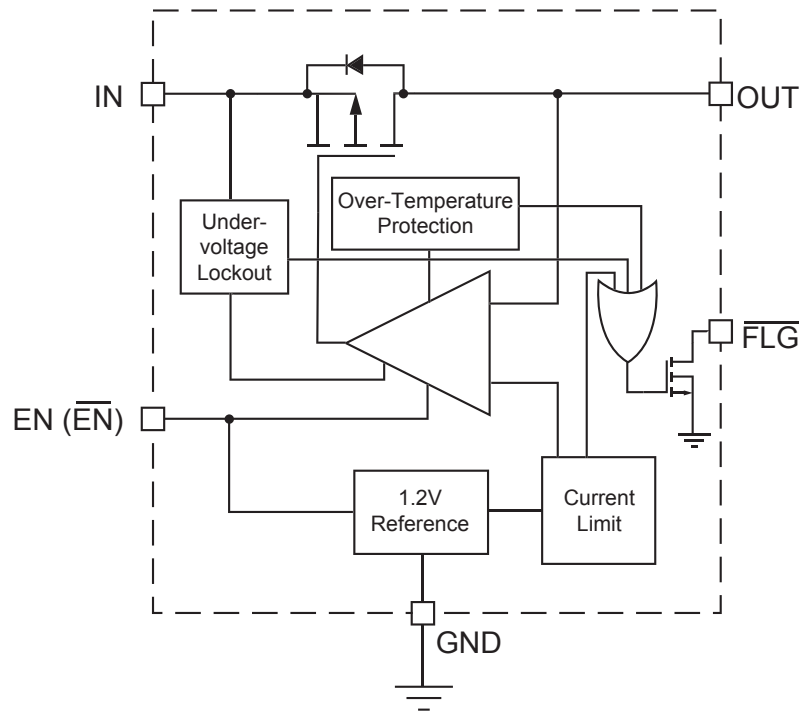 IN
OUT
Over-Temperature
Protection
Under-
voltage
Lockout
FLG
EN (EN)
1.2V
Reference
Current
Limit
GND